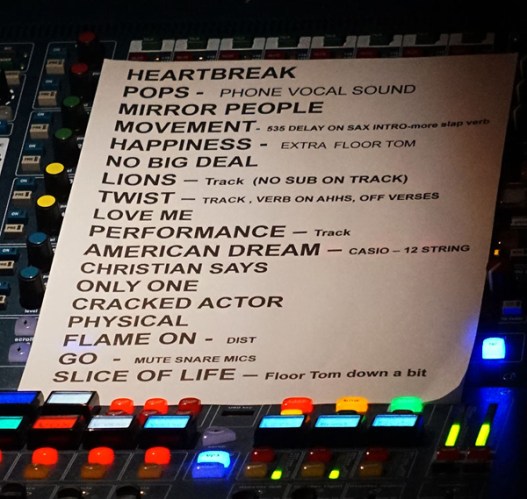 HEARTBREAK
POPS - PHONE VOCAL SOUND
MIRROR PEOPLE
MOVEMENT- 535 DELAY ON SAX INTRO-more slap verb
HAPPINESS - EXTRA FLOOR TOM
NO BIG DEAL
LIONS — Track (NO SUB ON TRACK)
TWIST — TRACK , VERB ON AHHS, OFF VERSES
LOVE ME
PERFORMANCE — Track
AMERICAN DREAM — CASIO – 12 STRING
CHRISTIAN SAYS
ONLY ONE
CRACKED ACTOR
PHYSICAL
FLAME ON - DIST
GO - MUTE SNARE MICS
SLICE OF LIFE — Floor Tom down a bit
level